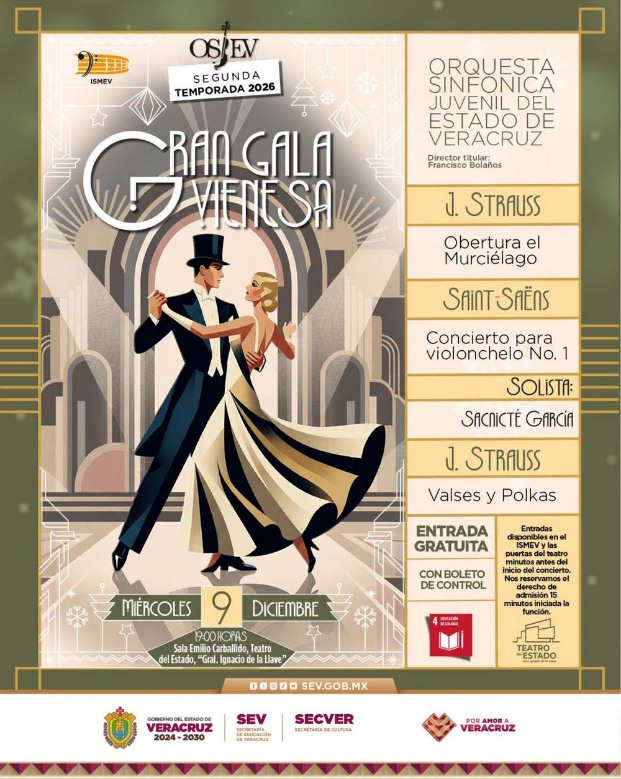 ISMEV
OSJEV
SEGUNDA
TEMPORADA 2026
GRAN GALA
VIENESA
ORQUESTA
SINFONICA
JUVENIL DEL
ESTADO DE
VERACRUZ
Director titular:
Francisco Bolaños
J. STRAUSS
Obertura el
Murciélago
SAINT-SAËNS
Concierto para
violonchelo No. 1
SOLISTA:
SACNICTÉ GARCÍA
J. STRAUSS
Valses y Polkas
ENTRADA
GRATUITA
CON BOLETO
DE CONTROL
Entradas
disponibles en el
ISMEV y las
puertas del teatro
minutos antes del
inicio del concierto.
Nos reservamos el
derecho de
admisión 15
minutos iniciada la
función.
4 EDUCACIÓN
DE CALIDAD
TEATRO
del ESTADO
MIÉRCOLES 9 DICIEMBRE
19:00 HORAS
Sala Emilio Carballido, Teatro
del Estado, "Gral. Ignacio de la Llave"
SEV.GOB.MX
GOBIERNO DEL ESTADO DE
VERACRUZ
2024 - 2030
SEV
SECRETARÍA
DE EDUCACIÓN
DE VERACRUZ
SECVER
SECRETARÍA DE CULTURA
POR AMOR A
VERACRUZ